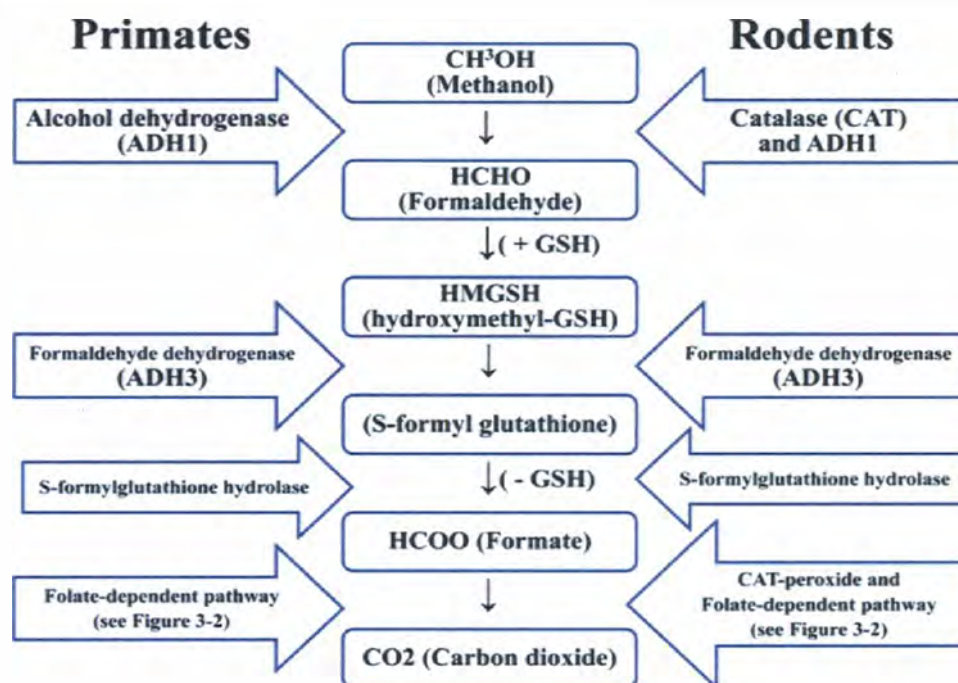 Primates
Rodents
CH³OH
(Methanol)
Alcohol dehydrogenase
(ADH1)
↓
Catalase (CAT)
and ADH1
HCHO
(Formaldehyde)
↓( + GSH)
HMGSH
(hydroxymethyl-GSH)
Formaldehyde dehydrogenase
(ADH3)
↓
Formaldehyde dehydrogenase
(ADH3)
(S-formyl glutathione)
S-formylglutathione hydrolase
↓( - GSH)
S-formylglutathione hydrolase
HCOO (Formate)
Folate-dependent pathway
(see Figure 3-2)
↓
CAT-peroxide and
Folate-dependent pathway
(see Figure 3-2)
CO2 (Carbon dioxide)